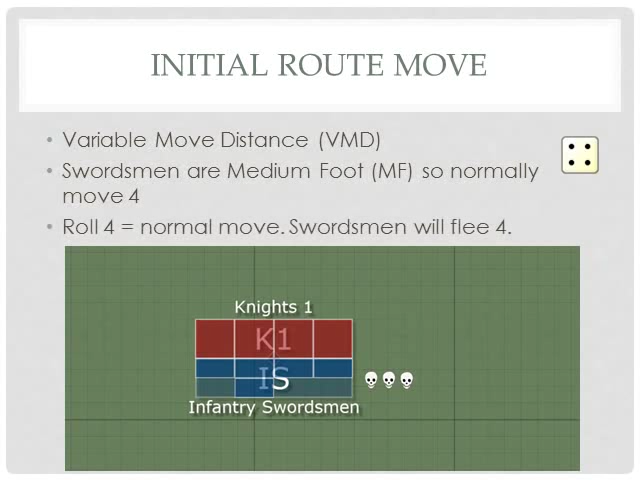 INITIAL ROUTE MOVE
• Variable Move Distance (VMD)
• Swordsmen are Medium Foot (MF) so normally
move 4
• Roll 4 = normal move. Swordsmen will flee 4.
Knights 1
K1
IS
Infantry Swordsmen